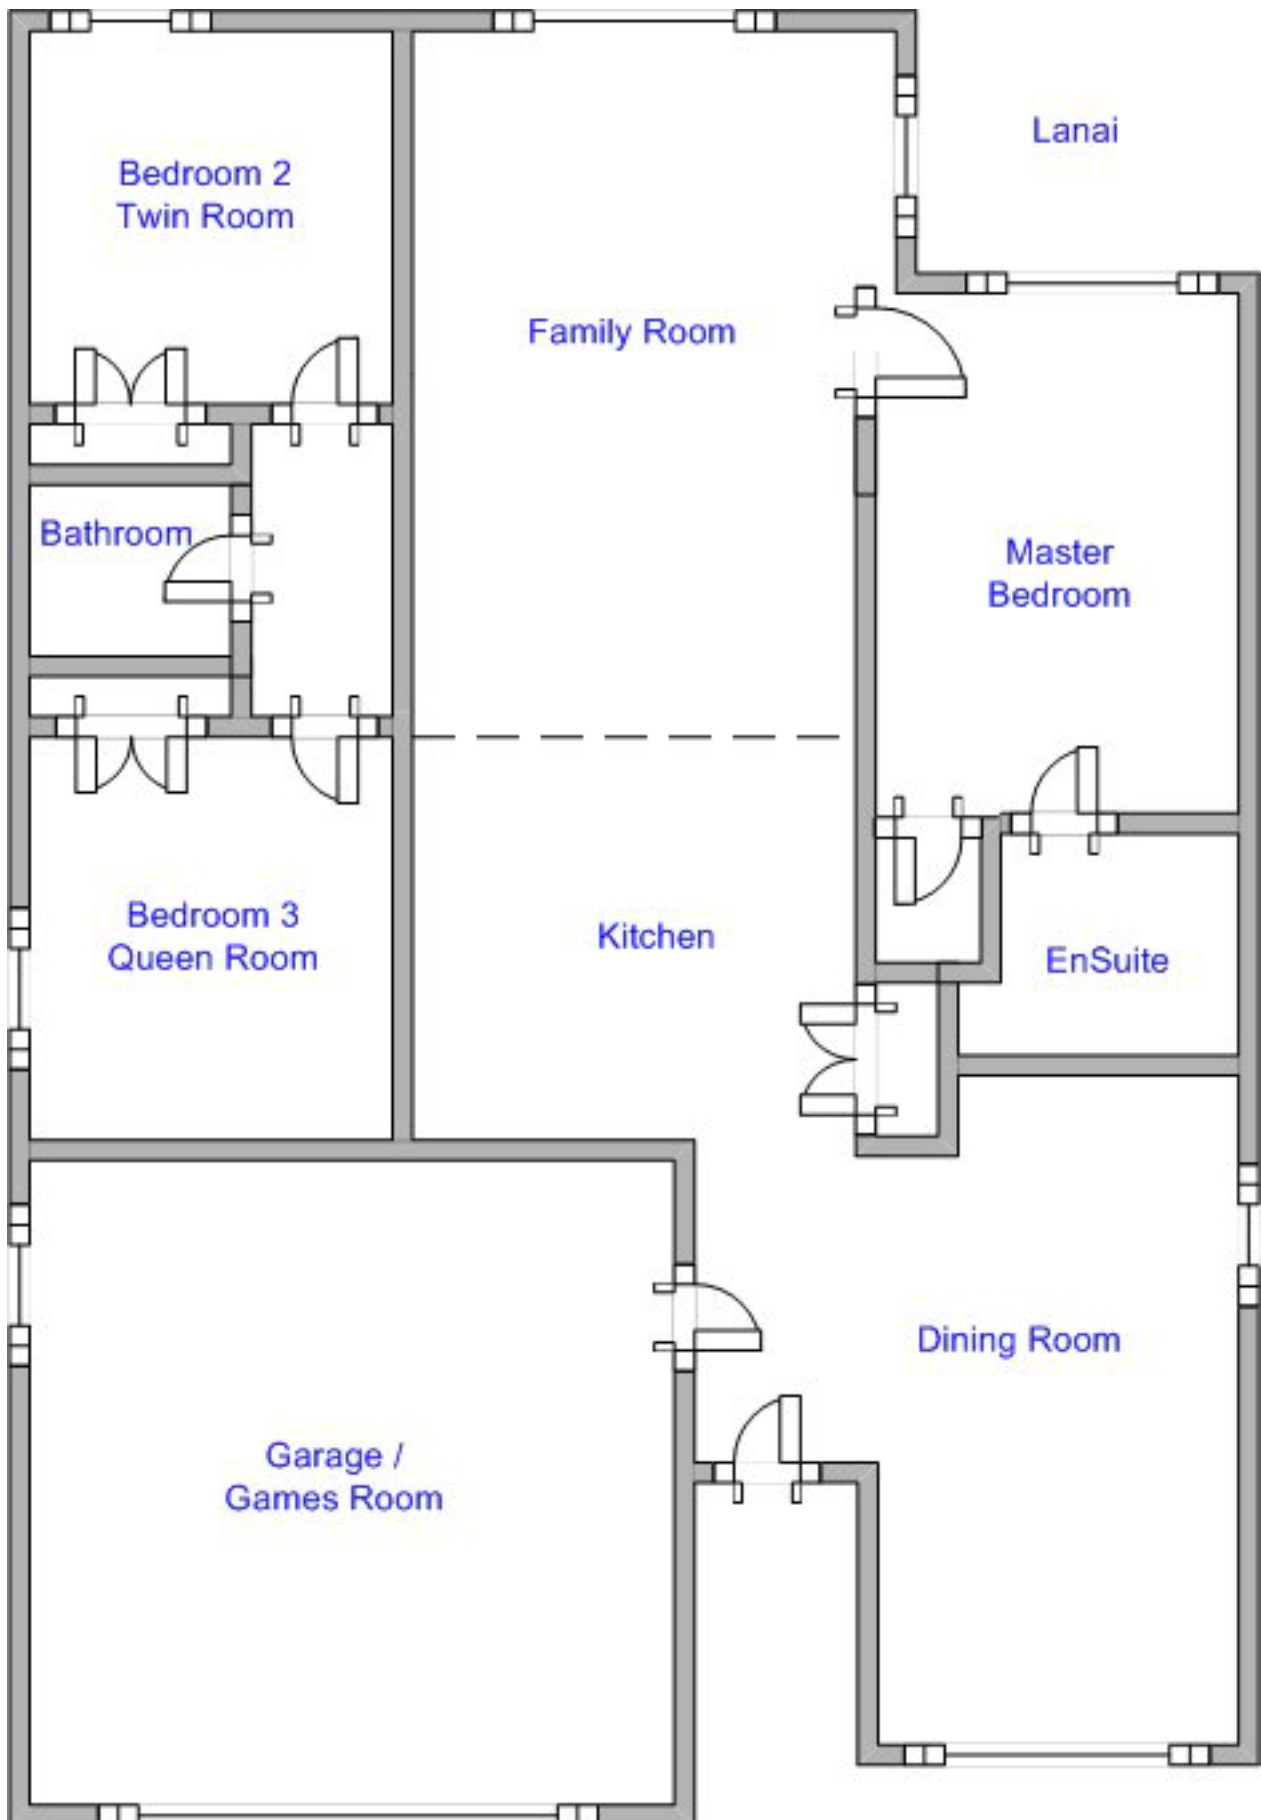 Bedroom 2
Twin Room
Lanai
Family Room
Bathroom
Master
Bedroom
Bedroom 3
Queen Room
Kitchen
EnSuite
Dining Room
Garage /
Games Room